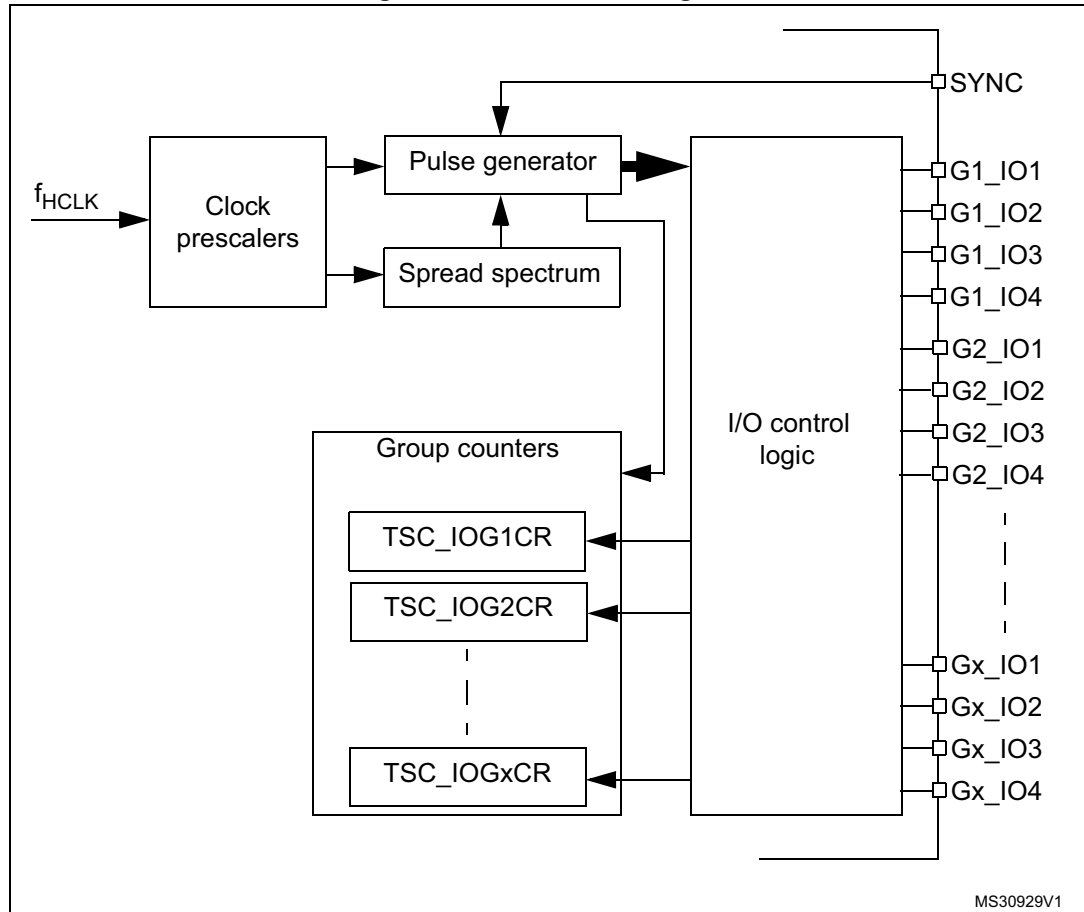 SYNC
Pulse generator
G1_IO1
fHCLK
Clock
prescalers
G1_IO2
G1_IO3
Spread spectrum
G1_IO4
G2_IO1
G2_IO2
I/O control
logic
G2_IO3
Group counters
G2_IO4
TSC_IOG1CR
TSC_IOG2CR
Gx_IO1
Gx_IO2
TSC_IOGxCR
Gx_IO3
Gx_IO4
MS30929V1